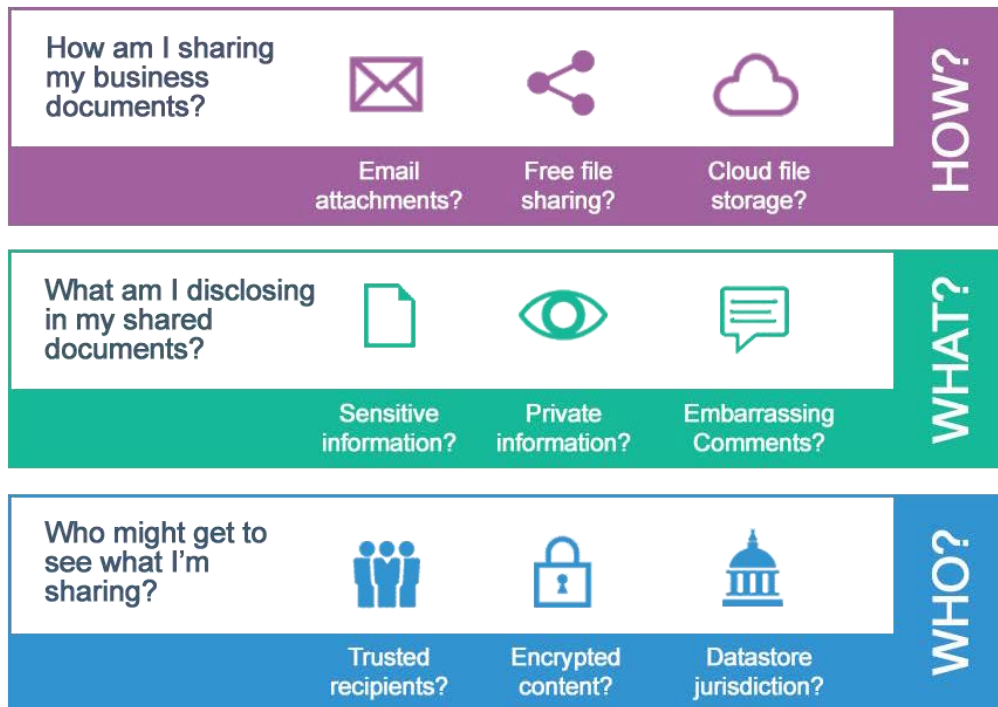 How am I sharing
my business
documents?
Email
attachments?
Free file
sharing?
Cloud file
storage?
HOW?
What am I disclosing
in my shared
documents?
Sensitive
information?
Private
information?
Embarrassing
Comments?
WHAT?
Who might get to
see what I'm
sharing?
Trusted
recipients?
Encrypted
content?
Datastore
jurisdiction?
WHO?